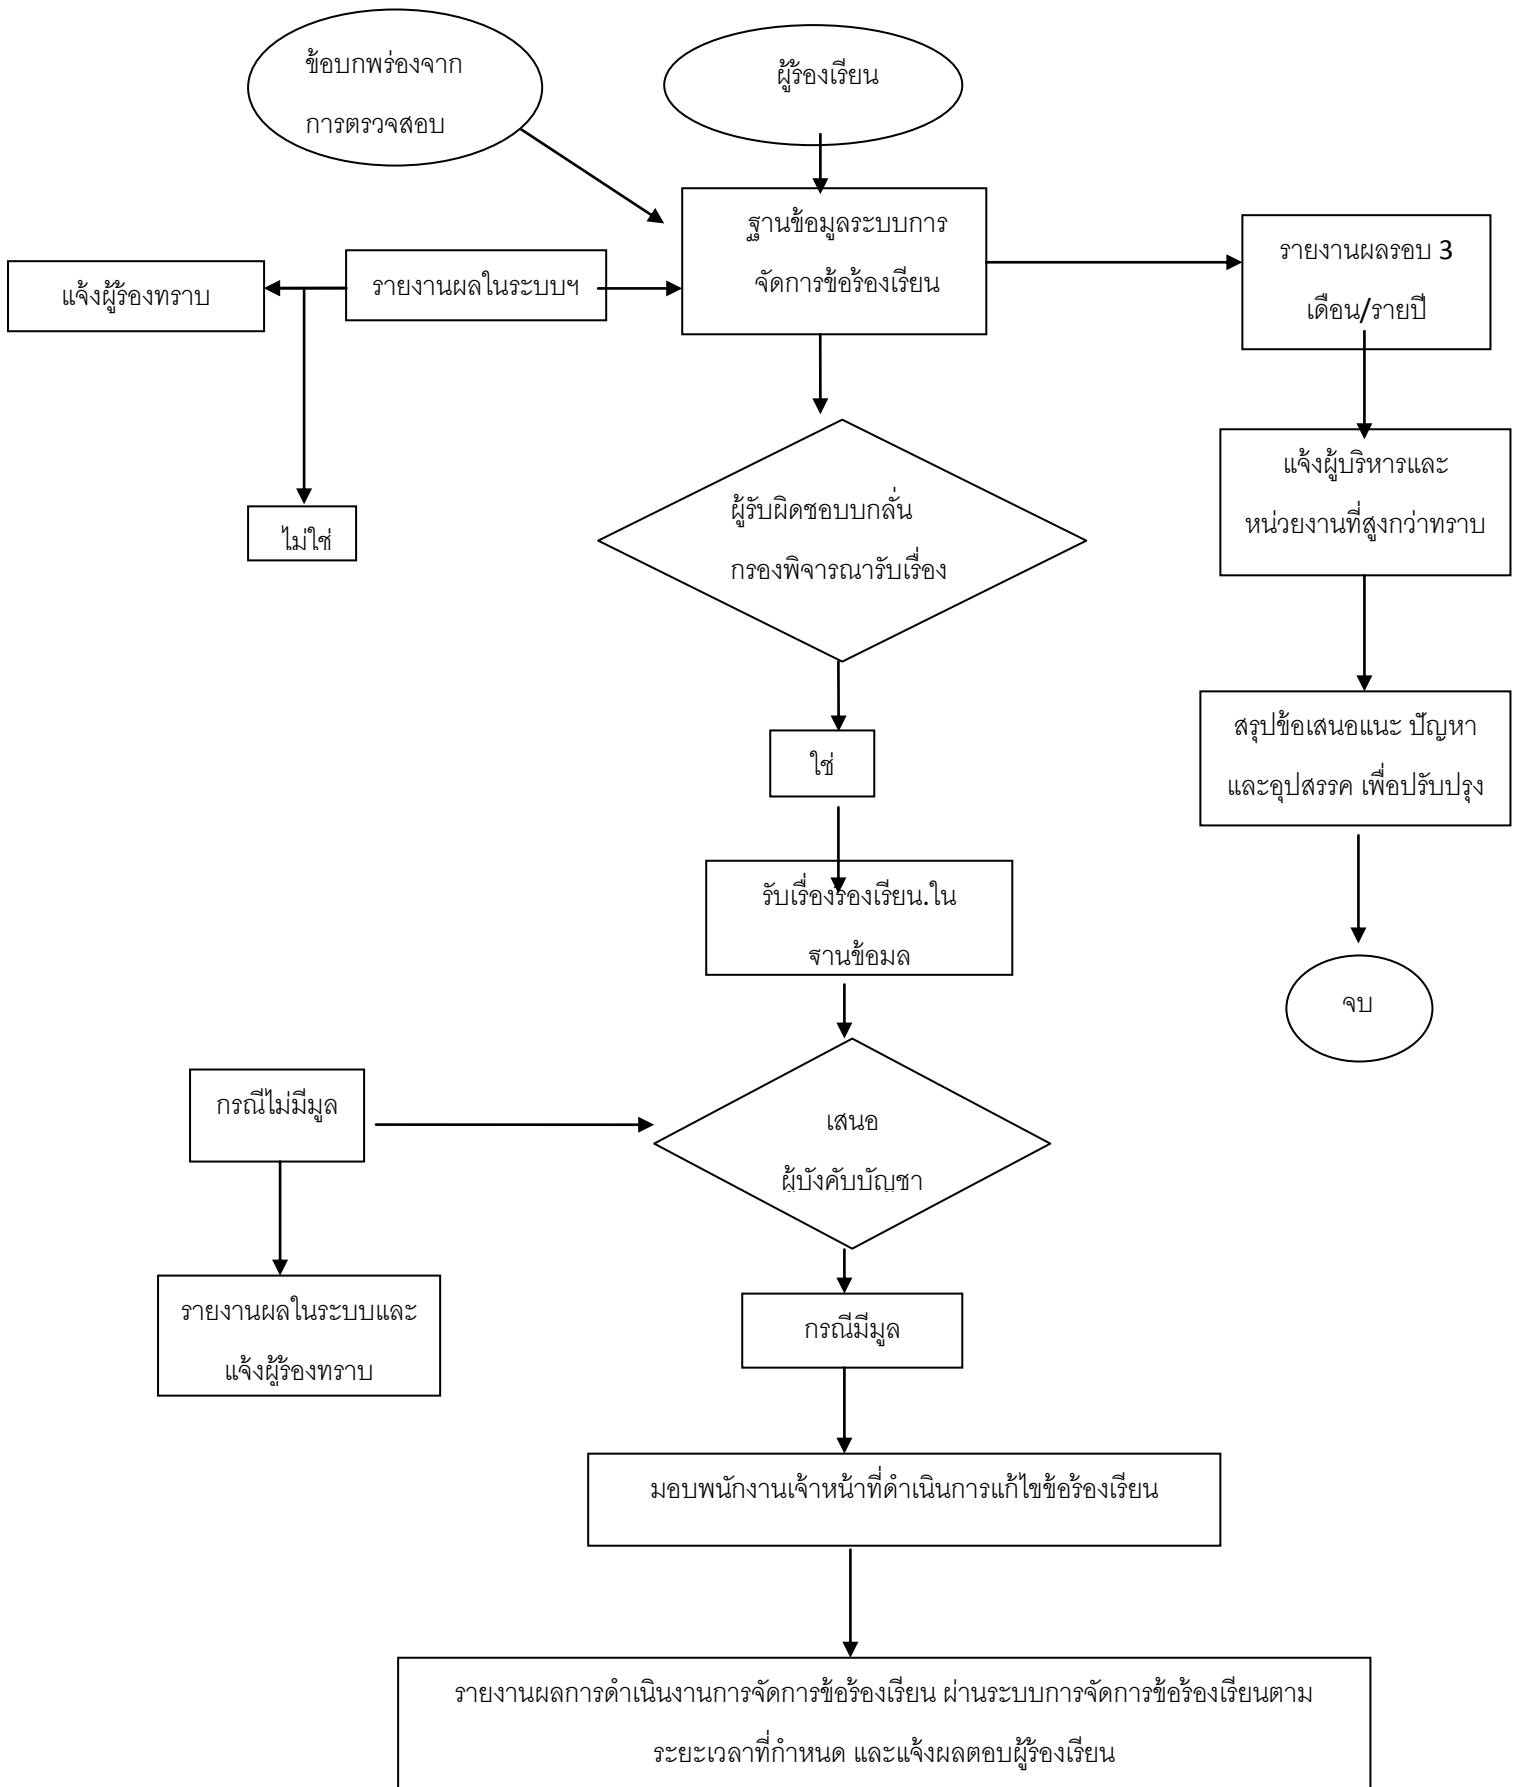 ข้อบกพร่องจาก
การตรวจสอบ
ผู้ร้องเรียน
ฐานข้อมูลระบบการ
จัดการข้อร้องเรียน
รายงานผลรอบ 3
เดือน/รายปี
แจ้งผู้ร้องทราบ
รายงานผลในระบบฯ
แจ้งผู้บริหารและ
หน่วยงานที่สูงกว่าทราบ
ไม่ใช่
ผู้รับผิดชอบบกลั่น
กรองพิจารณารับเรื่อง
สรุปข้อเสนอแนะ ปัญหา
และอุปสรรค เพื่อปรับปรุง
ใช่
รับเรื่องร้องเรียน.ใน
ฐานข้อมูล
จบ
กรณีไม่มีมูล
เสนอ
ผู้บังคับบัญชา
รายงานผลในระบบและ
แจ้งผู้ร้องทราบ
กรณีมีมูล
มอบพนักงานเจ้าหน้าที่ดำเนินการแก้ไขข้อร้องเรียน
รายงานผลการดำเนินงานการจัดการข้อร้องเรียน ผ่านระบบการจัดการข้อร้องเรียนตาม
ระยะเวลาที่กำหนด และแจ้งผลตอบผู้ร้องเรียน